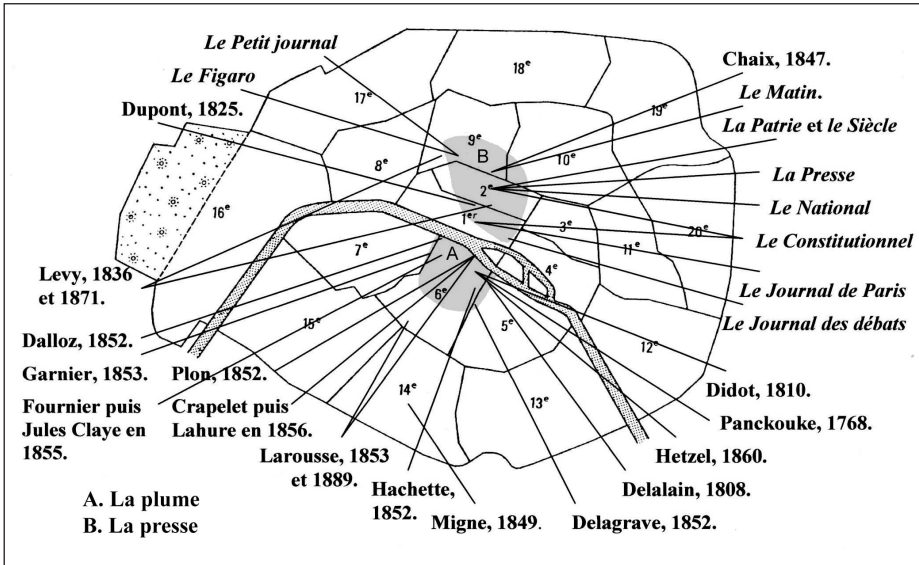 Le Petit journal
Le Figaro
Dupont, 1825.
Chaix, 1847.
Le Matin.
La Patrie et le Siècle
La Presse
Le National
Le Constitutionnel
Le Journal de Paris
Le Journal des débats
17e
18e
19e
9e
B
10e
8e
2e
16e
1er
3e
20e
11e
7e
A
4e
6e
15e
5e
12e
14e
13e
Levy, 1836
et 1871.
Dalloz, 1852.
Garnier, 1853.
Plon, 1852.
Fournier puis
Jules Claye en
1855.
Crapelet puis
Lahure en 1856.
Larousse, 1853
et 1889.
Hachette,
1852.
Migne, 1849.
Didot, 1810.
Panckouke, 1768.
Hetzel, 1860.
Delalain, 1808.
Delagrave, 1852.
A. La plume
B. La presse